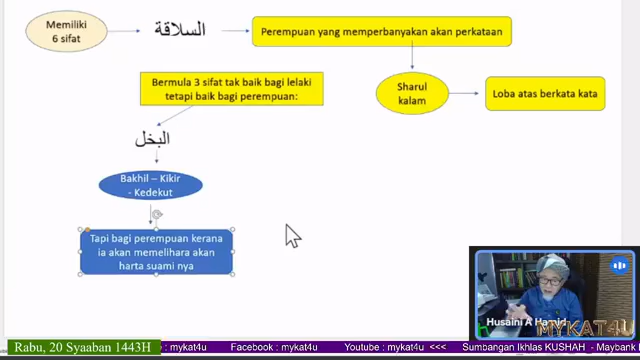 Memiliki
6 sifat
السلاقة
Perempuan yang memperbanyakan akan perkataan
Bermula 3 sifat tak baik bagi lelaki
tetapi baik bagi perempuan:
Sharul
kalam
Loba atas berkata kata
البخل
Bakhil – Kikir
- Kedekut
Tapi bagi perempuan kerana
ia akan memelihara akan
harta suami nya
Husaini A Hamid
MYKAT4U
Rabu, 20 Syaaban 1443H
: mykat4u Facebook : mykat4u Youtube : mykat4u <<< Sumbangan Ikhlas KUSHAH - Maybank